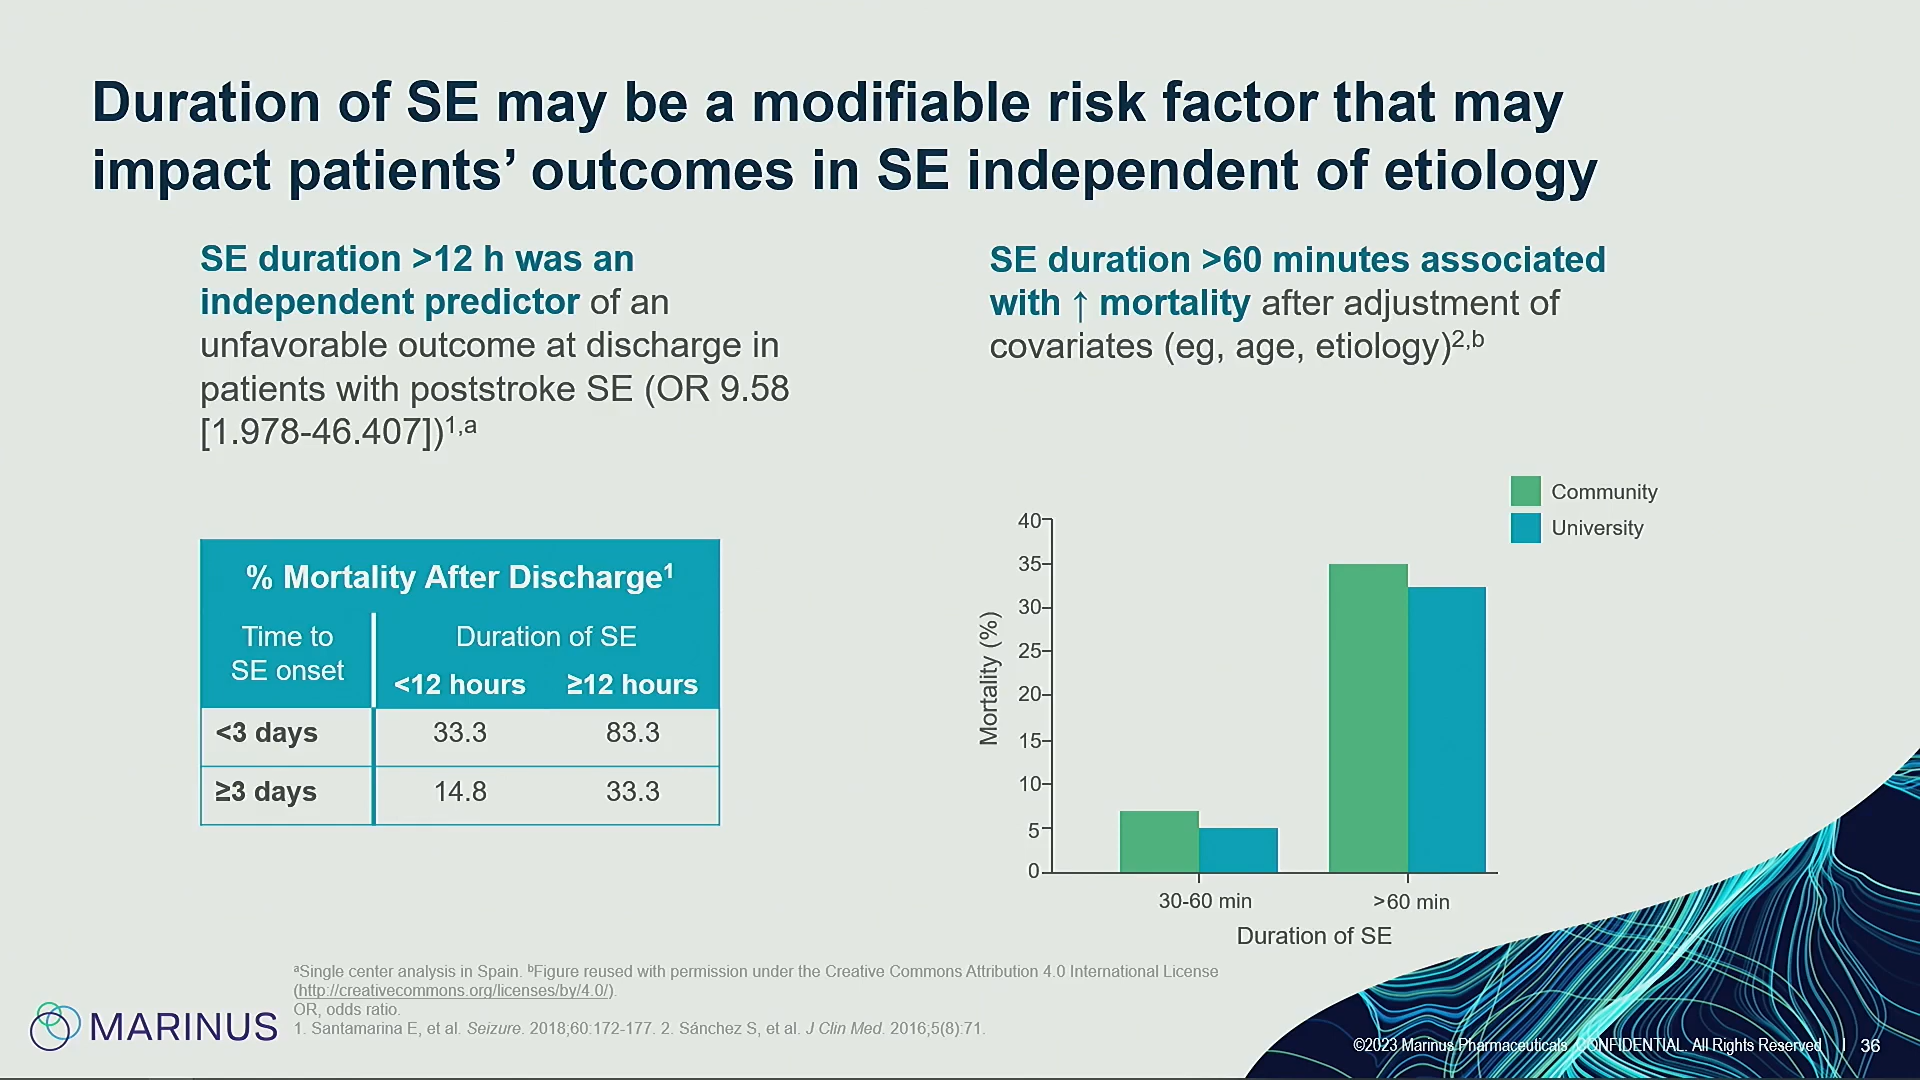 Duration of SE may be a modifiable risk factor that may
impact patients’ outcomes in SE independent of etiology
SE duration >12 h was an
independent predictor of an
unfavorable outcome at discharge in
patients with poststroke SE (OR 9.58
[1.978-46.407])1,a
SE duration >60 minutes associated
with ↑ mortality after adjustment of
covariates (eg, age, etiology)2,b
% Mortality After Discharge1
Time to
SE onset
Duration of SE
<12 hours ≥12 hours
<3 days 33.3 83.3
≥3 days 14.8 33.3
Community
University
Mortality (%)
40
35
30
25
20
15
10
5
0
30-60 min >60 min
Duration of SE
aSingle center analysis in Spain. bFigure reused with permission under the Creative Commons Attribution 4.0 International License
(http://creativecommons.org/licenses/by/4.0/).
OR, odds ratio.
1. Santamarina E, et al. Seizure. 2018;60:172-177. 2. Sánchez S, et al. J Clin Med. 2016;5(8):71.
MARINUS
©2023 Marinus Pharmaceuticals. CONFIDENTIAL. All Rights Reserved | 36